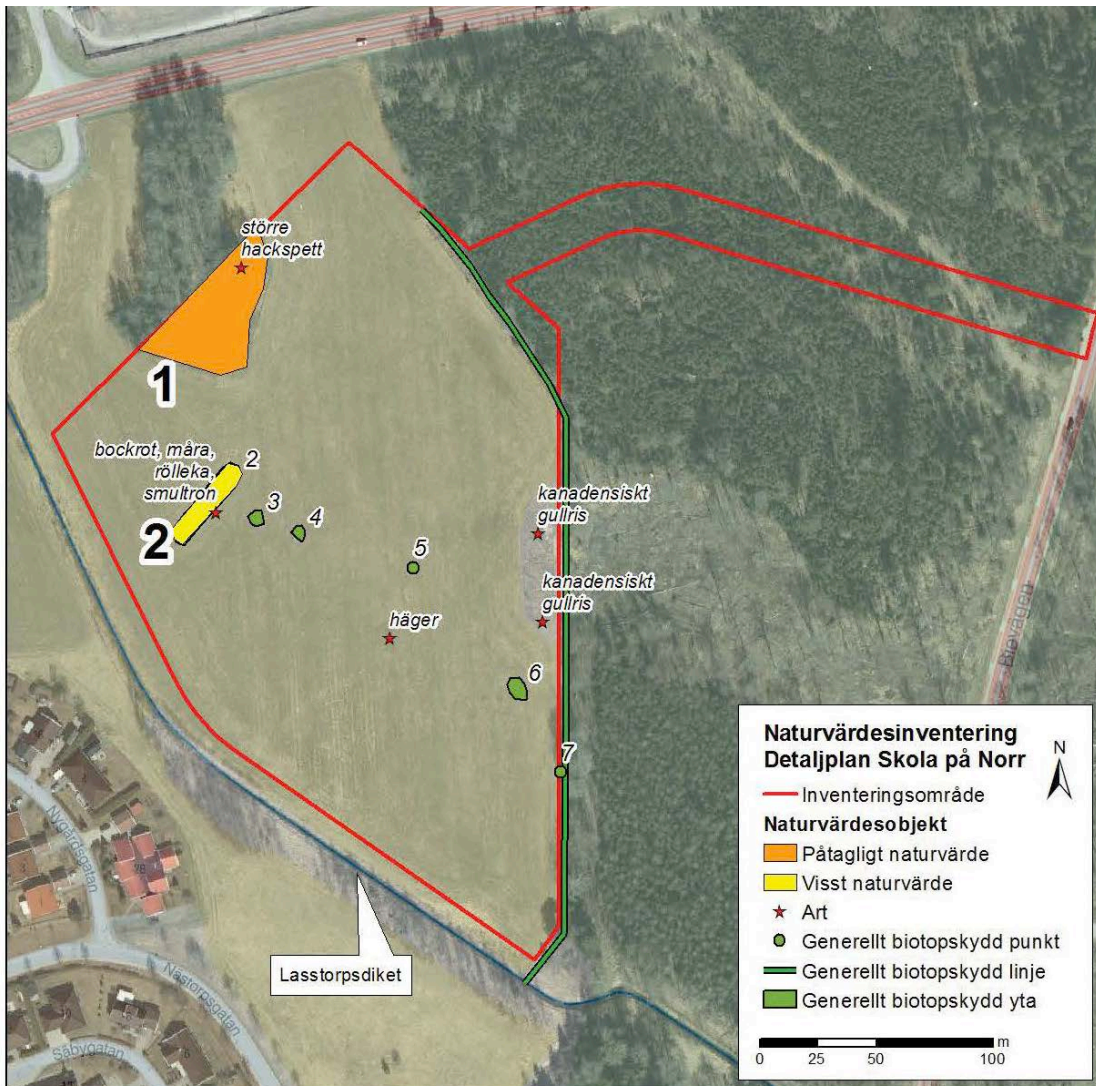 större
hackspett
1
bockrot, måra,
rölleka,
smultron
2
2
3
4
5
kanadensiskt
gullris
kanadensiskt
gullris
häger
6
7
Nygårdsgatan
Nästorpsgatan
Såbygatan
Lasstorpsdiket
Naturvärdesinventering
Detaljplan Skola på Norr
N
Inventeringsområde
Naturvärdesobjekt
Påtagligt naturvärde
Visst naturvärde
Art
Generellt biotopskydd punkt
Generellt biotopskydd linje
Generellt biotopskydd yta
m
0 25 50 100